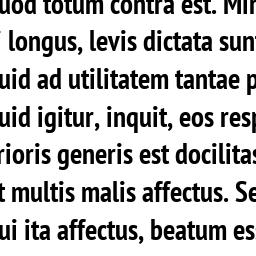 uod totum contra est. Min
longus, levis dictata sunt
uid ad utilitatem tantae p
uid igitur, inquit, eos resp
rioris generis est docilitas
t multis malis affectus. Se
ui ita affectus, beatum es